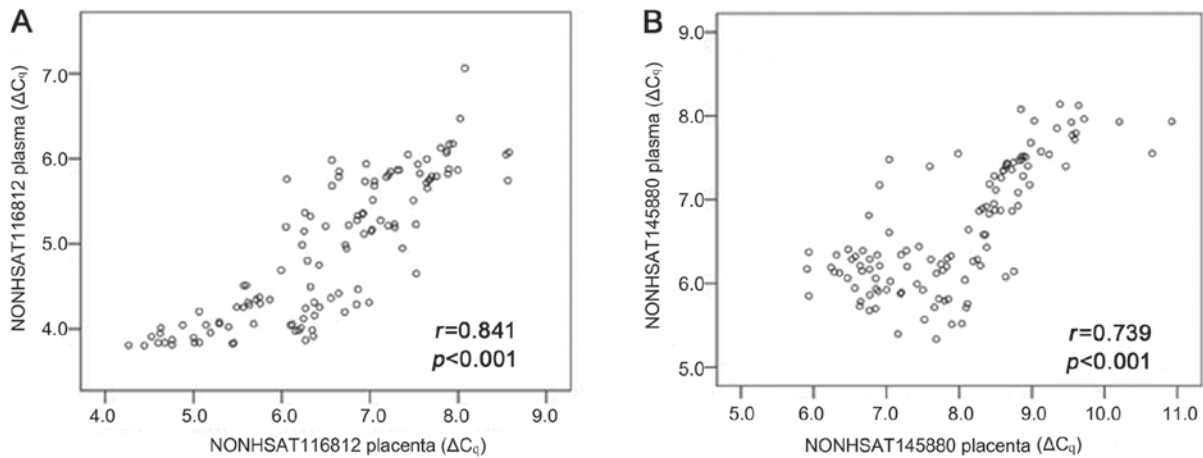 A
NONHSAT116812 plasma (ΔCq)
7.0
6.0
5.0
4.0
r=0.841
p<0.001
4.0 5.0 6.0 7.0 8.0 9.0
NONHSAT116812 placenta (ΔCq)
B
NONHSAT145880 plasma (ΔCq)
9.0
8.0
7.0
6.0
5.0
r=0.739
p<0.001
5.0 6.0 7.0 8.0 9.0 10.0 11.0
NONHSAT145880 placenta (ΔCq)